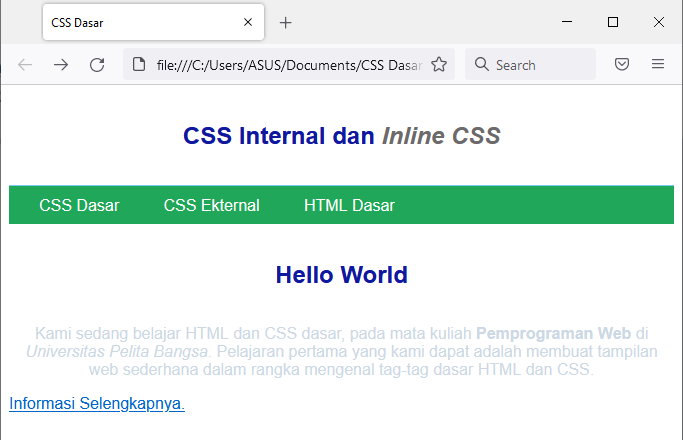 CSS Dasar
file:///C:/Users/ASUS/Documents/CSS Dasar
Search
CSS Internal dan Inline CSS
CSS Dasar CSS Ekternal HTML Dasar
Hello World
Kami sedang belajar HTML dan CSS dasar, pada mata kuliah Pemprograman Web di
Universitas Pelita Bangsa. Pelajaran pertama yang kami dapat adalah membuat tampilan
web sederhana dalam rangka mengenal tag-tag dasar HTML dan CSS.
Informasi Selengkapnya.